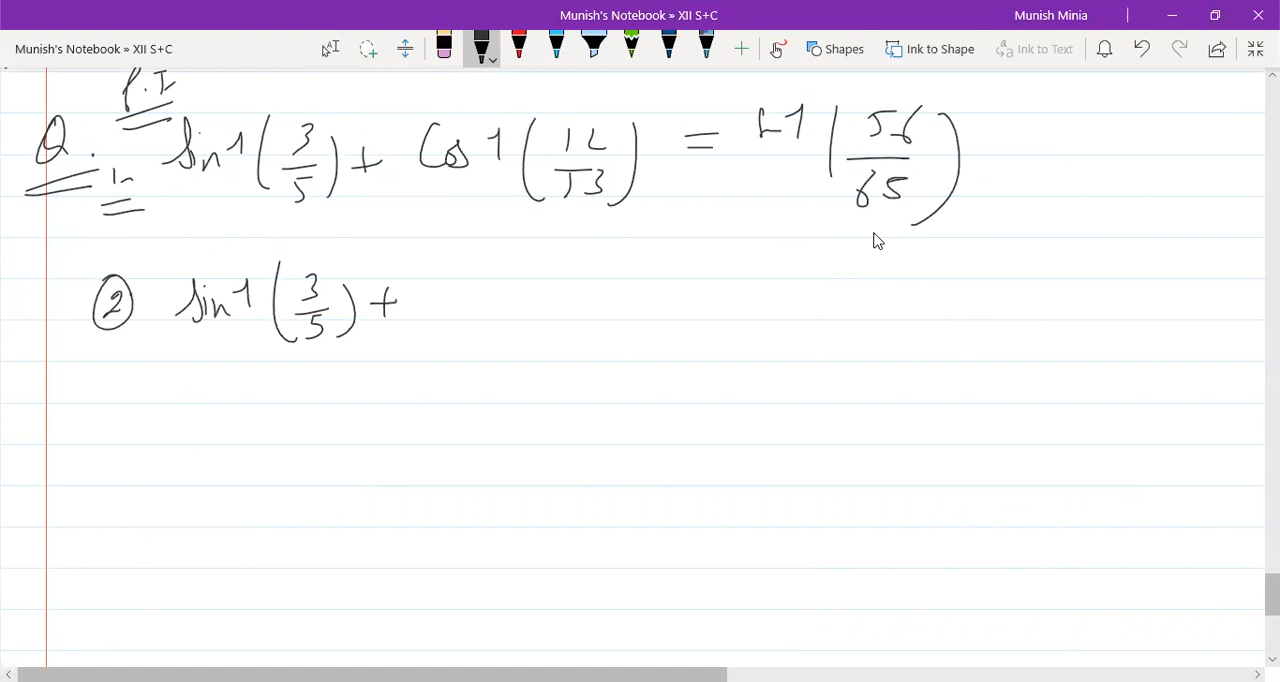 Munish's Notebook » XII S+C
Munish Minia
Munish's Notebook » XII S+C
Shapes
Ink to Shape
Ink to Text
P.T
Q. 1) sin⁻¹(3/5) + Cos⁻¹(12/13) = (56/65)
② sin⁻¹(3/5) +